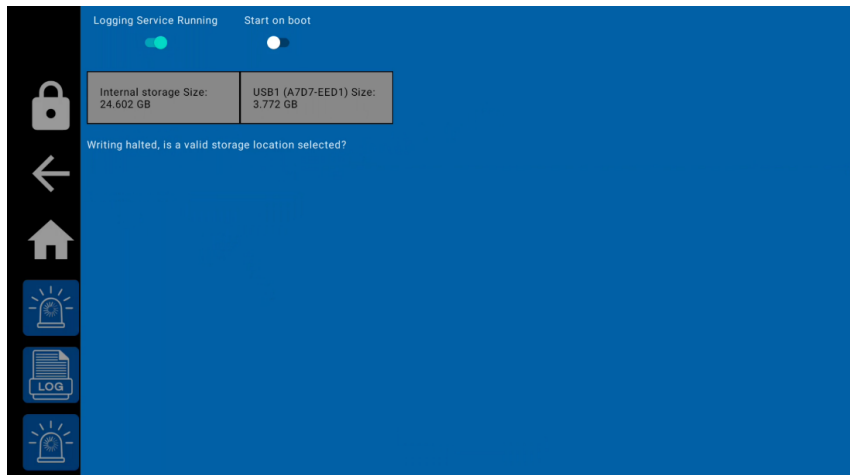 Logging Service Running
Start on boot
Internal storage Size:
24.602 GB
USB1 (A7D7-EED1) Size:
3.772 GB
Writing halted, is a valid storage location selected?
LOG